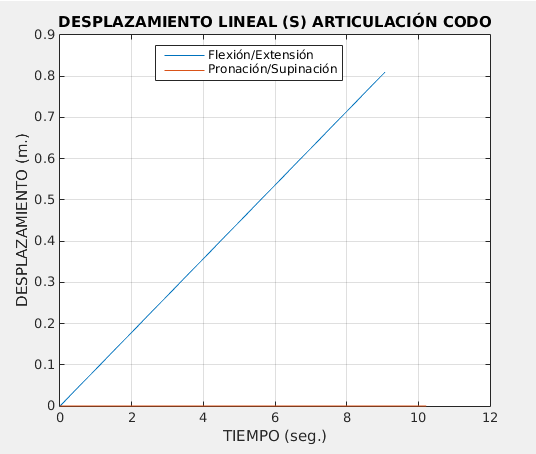 DESPLAZAMIENTO LINEAL (S) ARTICULACIÓN CODO
0.9
Flexión/Extensión
Pronación/Supinación
0.8
0.7
0.6
0.5
0.4
0.3
0.2
0.1
0
DESPLAZAMIENTO (m.)
0 2 4 6 8 10 12
TIEMPO (seg.)